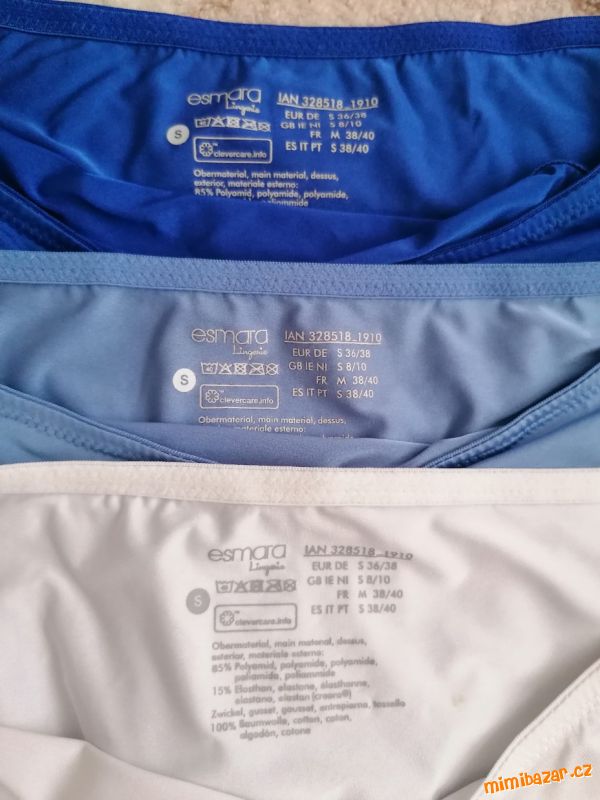 esmara
Lingerie
IAN 328518_1910
EUR DE S 36/38
GB IE NI S 8/10
FR M 38/40
ES IT PT S 38/40
S
clevercare.info
Obermaterial, main material, dessus,
exterior, materiale esterno:
85% Polyamid, polyamide, polyamide,
esmara
Lingerie
IAN 328518_1910
EUR DE S 36/38
GB IE NI S 8/10
FR M 38/40
ES IT PT S 38/40
S
clevercare.info
Obermaterial, main material, dessus,
materiale esterno:
esmara
Lingerie
IAN 328518_1910
EUR DE S 36/38
GB IE NI S 8/10
FR M 38/40
ES IT PT S 38/40
S
clevercare.info
Obermaterial, main material, dessus,
exterior, materiale esterno:
85% Polyamid, polyamide, polyamide,
poliamida, poliammide
15% Elasthan, elastane, élasthanne,
elastano, elastan (creora®)
Zwickel, gusset, gousset, entrepierna, tassello
100% Baumwolle, cotton, coton,
algodón, cotone
mimibazar.cz